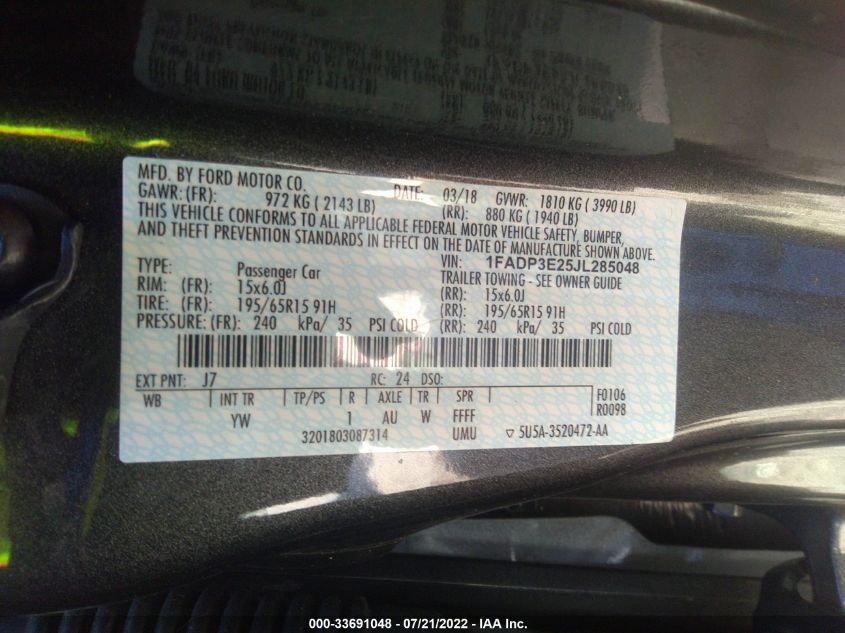 MFD. BY FORD MOTOR CO.
DATE: 03/18 GVWR: 1810 KG ( 3990 LB)
GAWR: (FR): 972 KG ( 2143 LB) (RR): 880 KG ( 1940 LB)
THIS VEHICLE CONFORMS TO ALL APPLICABLE FEDERAL MOTOR VEHICLE SAFETY, BUMPER,
AND THEFT PREVENTION STANDARDS IN EFFECT ON THE DATE OF MANUFACTURE SHOWN ABOVE.
VIN: 1FADP3E25JL285048
TYPE: Passenger Car TRAILER TOWING - SEE OWNER GUIDE
RIM: (FR): 15x6.0J (RR): 15x6.0J
TIRE: (FR): 195/65R15 91H (RR): 195/65R15 91H
PRESSURE: (FR): 240 kPa/ 35 PSI COLD (RR): 240 kPa/ 35 PSI COLD
EXT PNT: J7 RC: 24 DSO:
WB INT TR TP/PS R AXLE TR SPR F0106
YW 1 AU W FFFF R0098
3201803087314 UMU ▽ 5U5A-3520472-AA
000-33691048 - 07/21/2022 - IAA Inc.